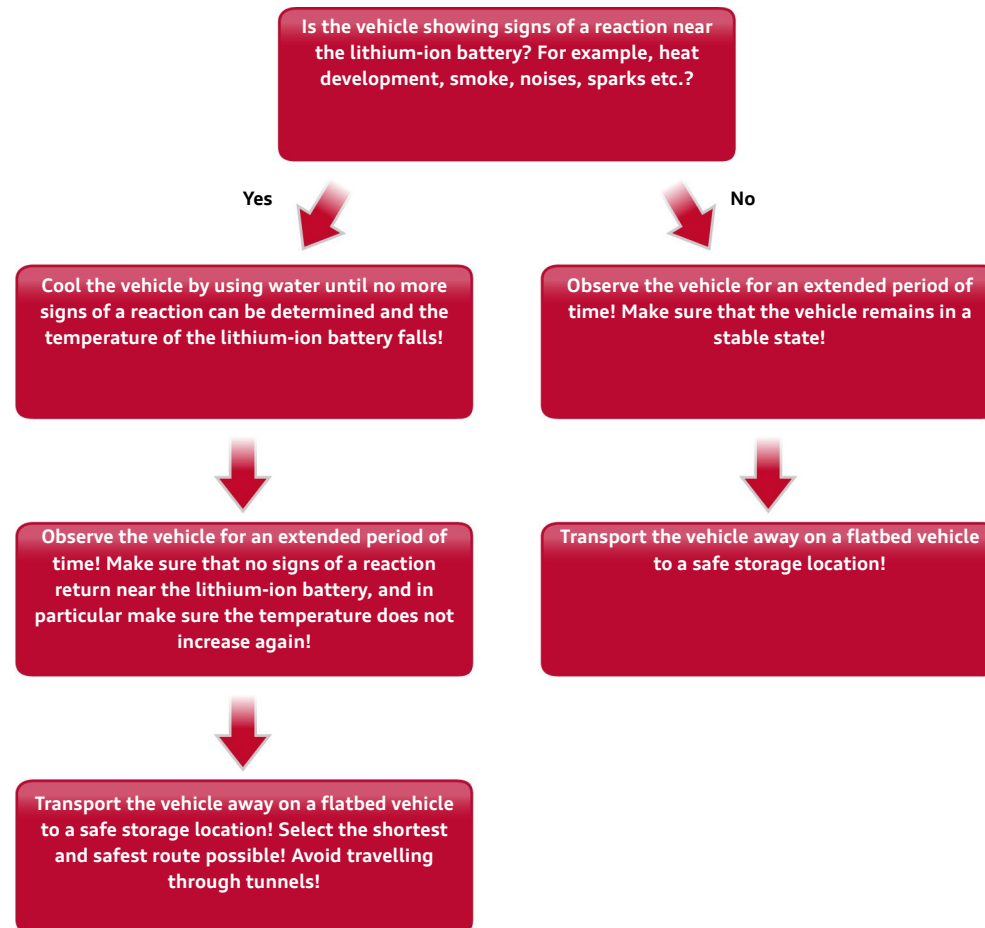 Is the vehicle showing signs of a reaction near
the lithium-ion battery? For example, heat
development, smoke, noises, sparks etc.?
Yes
No
Cool the vehicle by using water until no more
signs of a reaction can be determined and the
temperature of the lithium-ion battery falls!
Observe the vehicle for an extended period of
time! Make sure that the vehicle remains in a
stable state!
Observe the vehicle for an extended period of
time! Make sure that no signs of a reaction
return near the lithium-ion battery, and in
particular make sure the temperature does not
increase again!
Transport the vehicle away on a flatbed vehicle
to a safe storage location!
Transport the vehicle away on a flatbed vehicle
to a safe storage location! Select the shortest
and safest route possible! Avoid travelling
through tunnels!